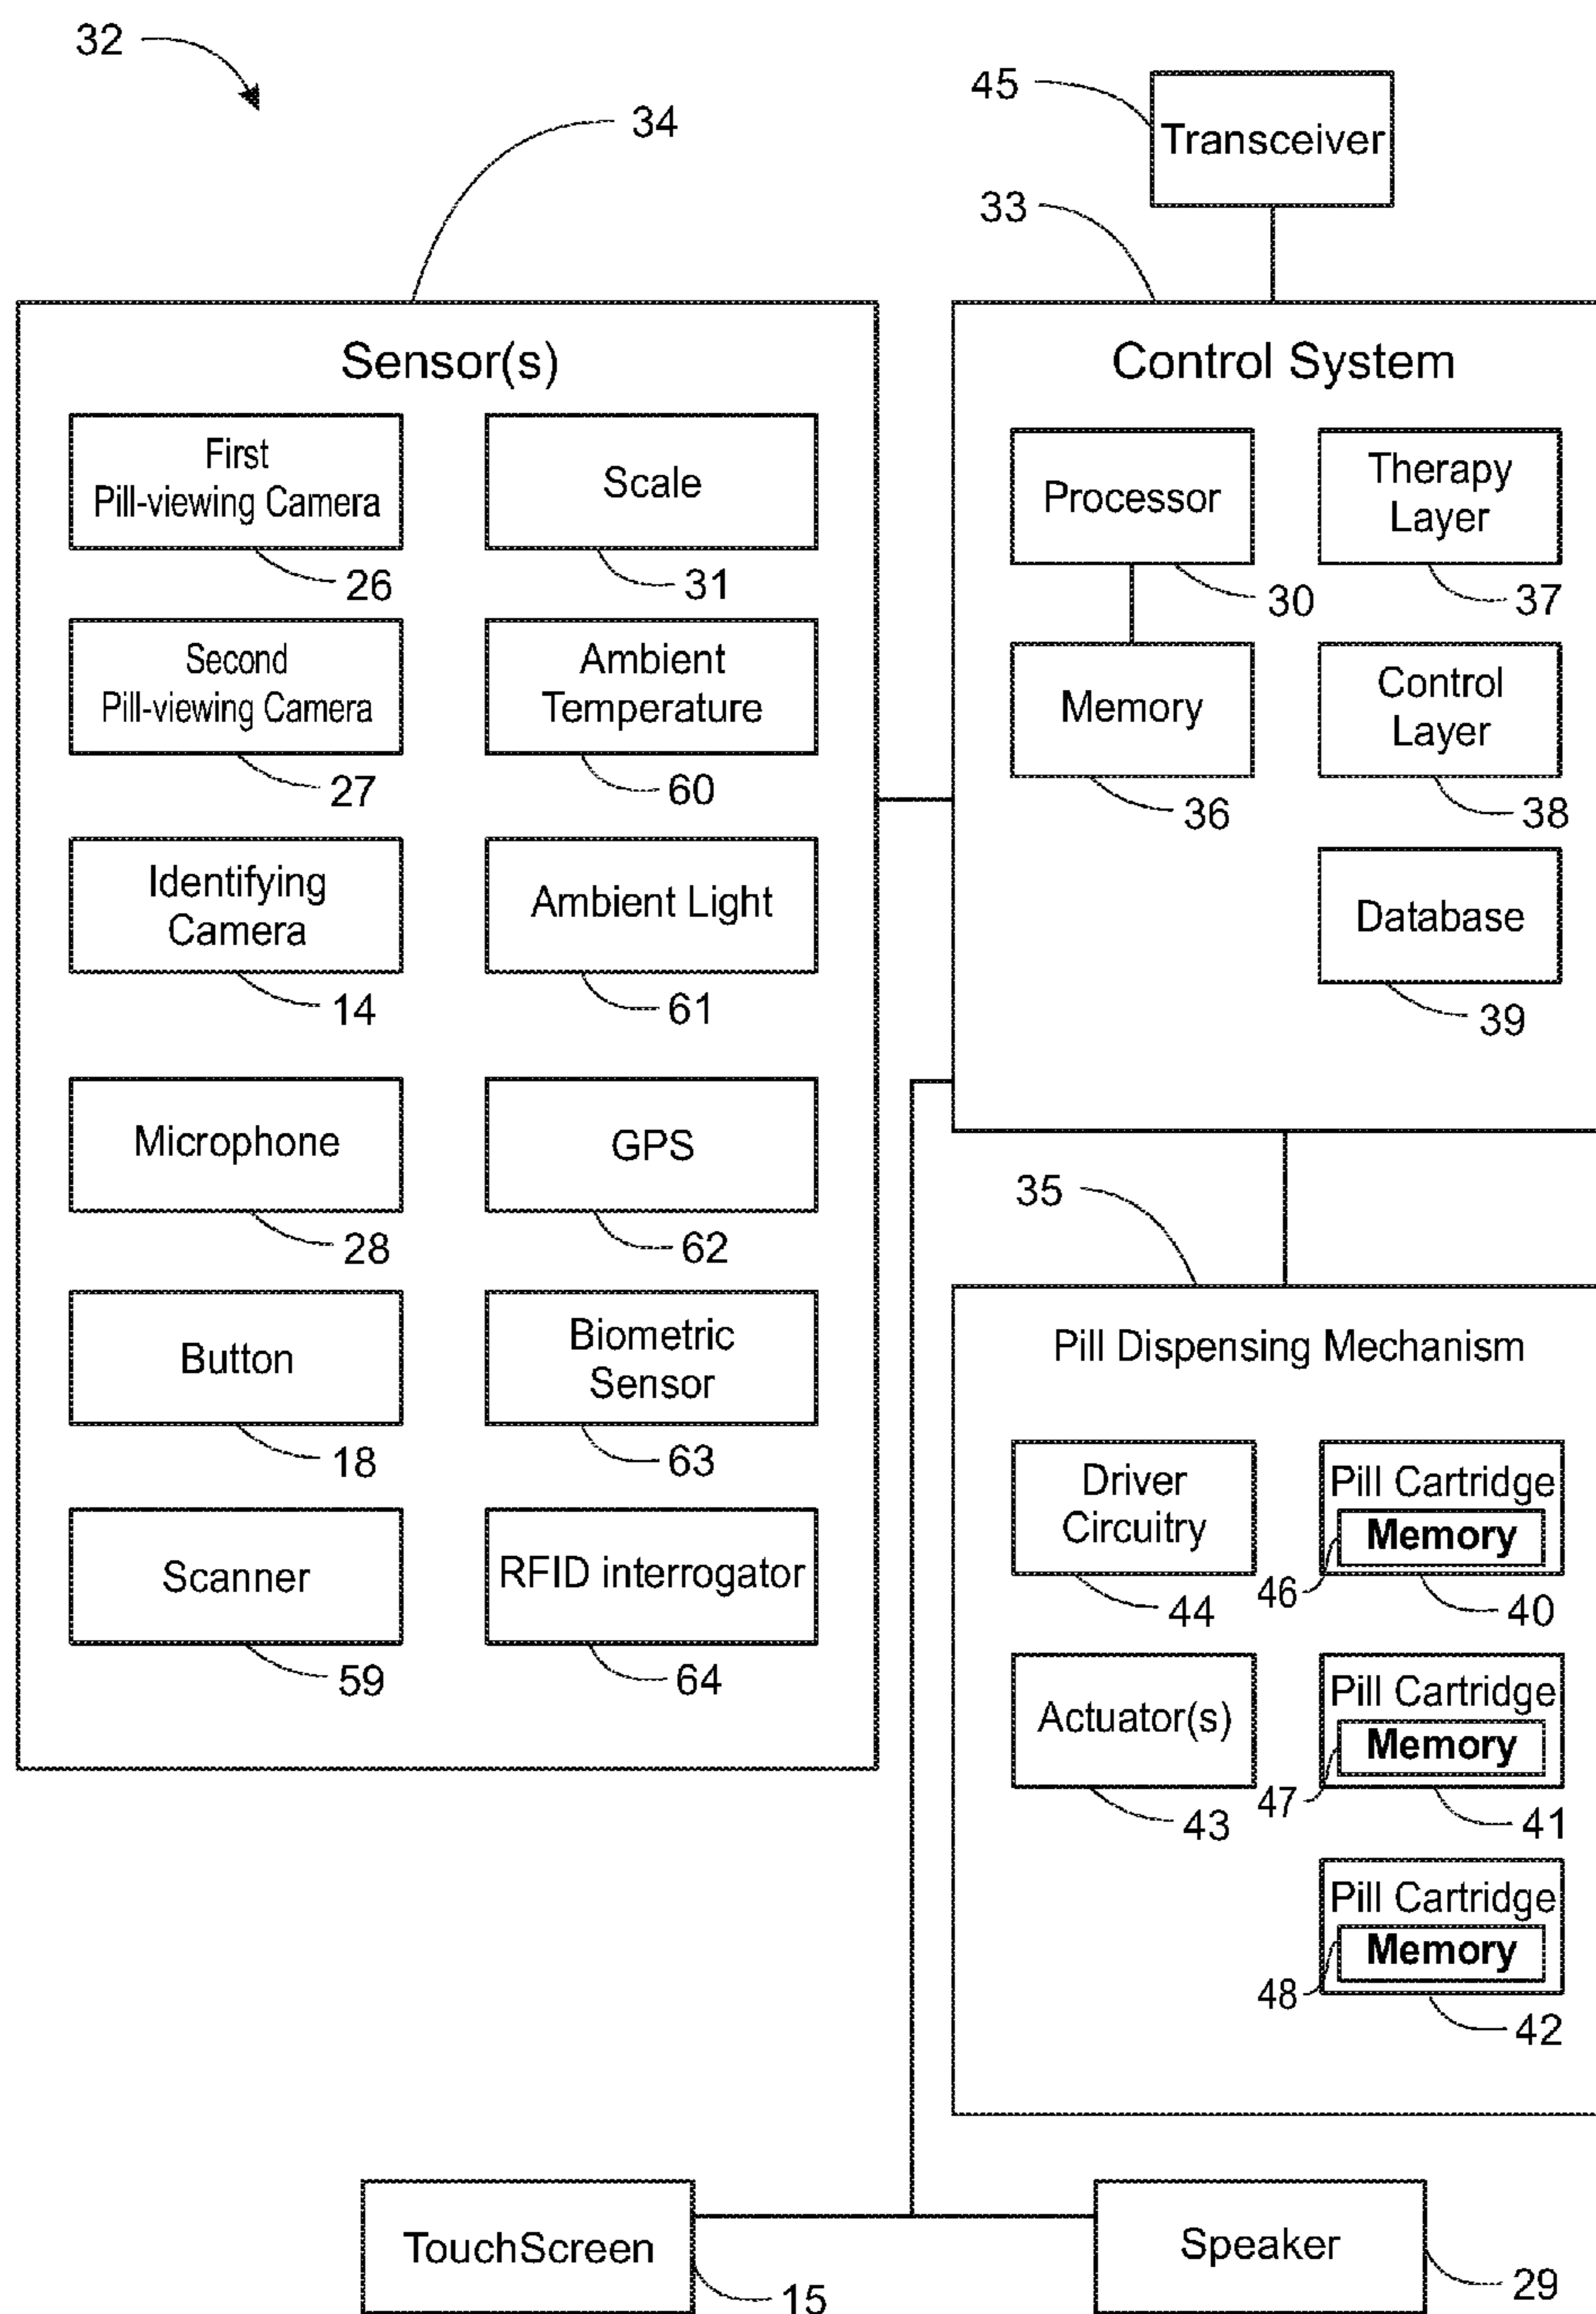 32
34
45
Transceiver
33
Sensor(s)
First
Pill-viewing Camera
26
Scale
31
Second
Pill-viewing Camera
27
Ambient
Temperature
60
Identifying
Camera
14
Ambient Light
61
Microphone
28
GPS
62
Button
18
Biometric
Sensor
63
Scanner
59
RFID interrogator
64
Control System
Processor
30
Therapy
Layer
37
Memory
36
Control
Layer
38
Database
39
35
Pill Dispensing Mechanism
Driver
Circuitry
44
Pill Cartridge
Memory
46
40
Actuator(s)
43
Pill Cartridge
Memory
47
41
Pill Cartridge
Memory
48
42
TouchScreen
15
Speaker
29